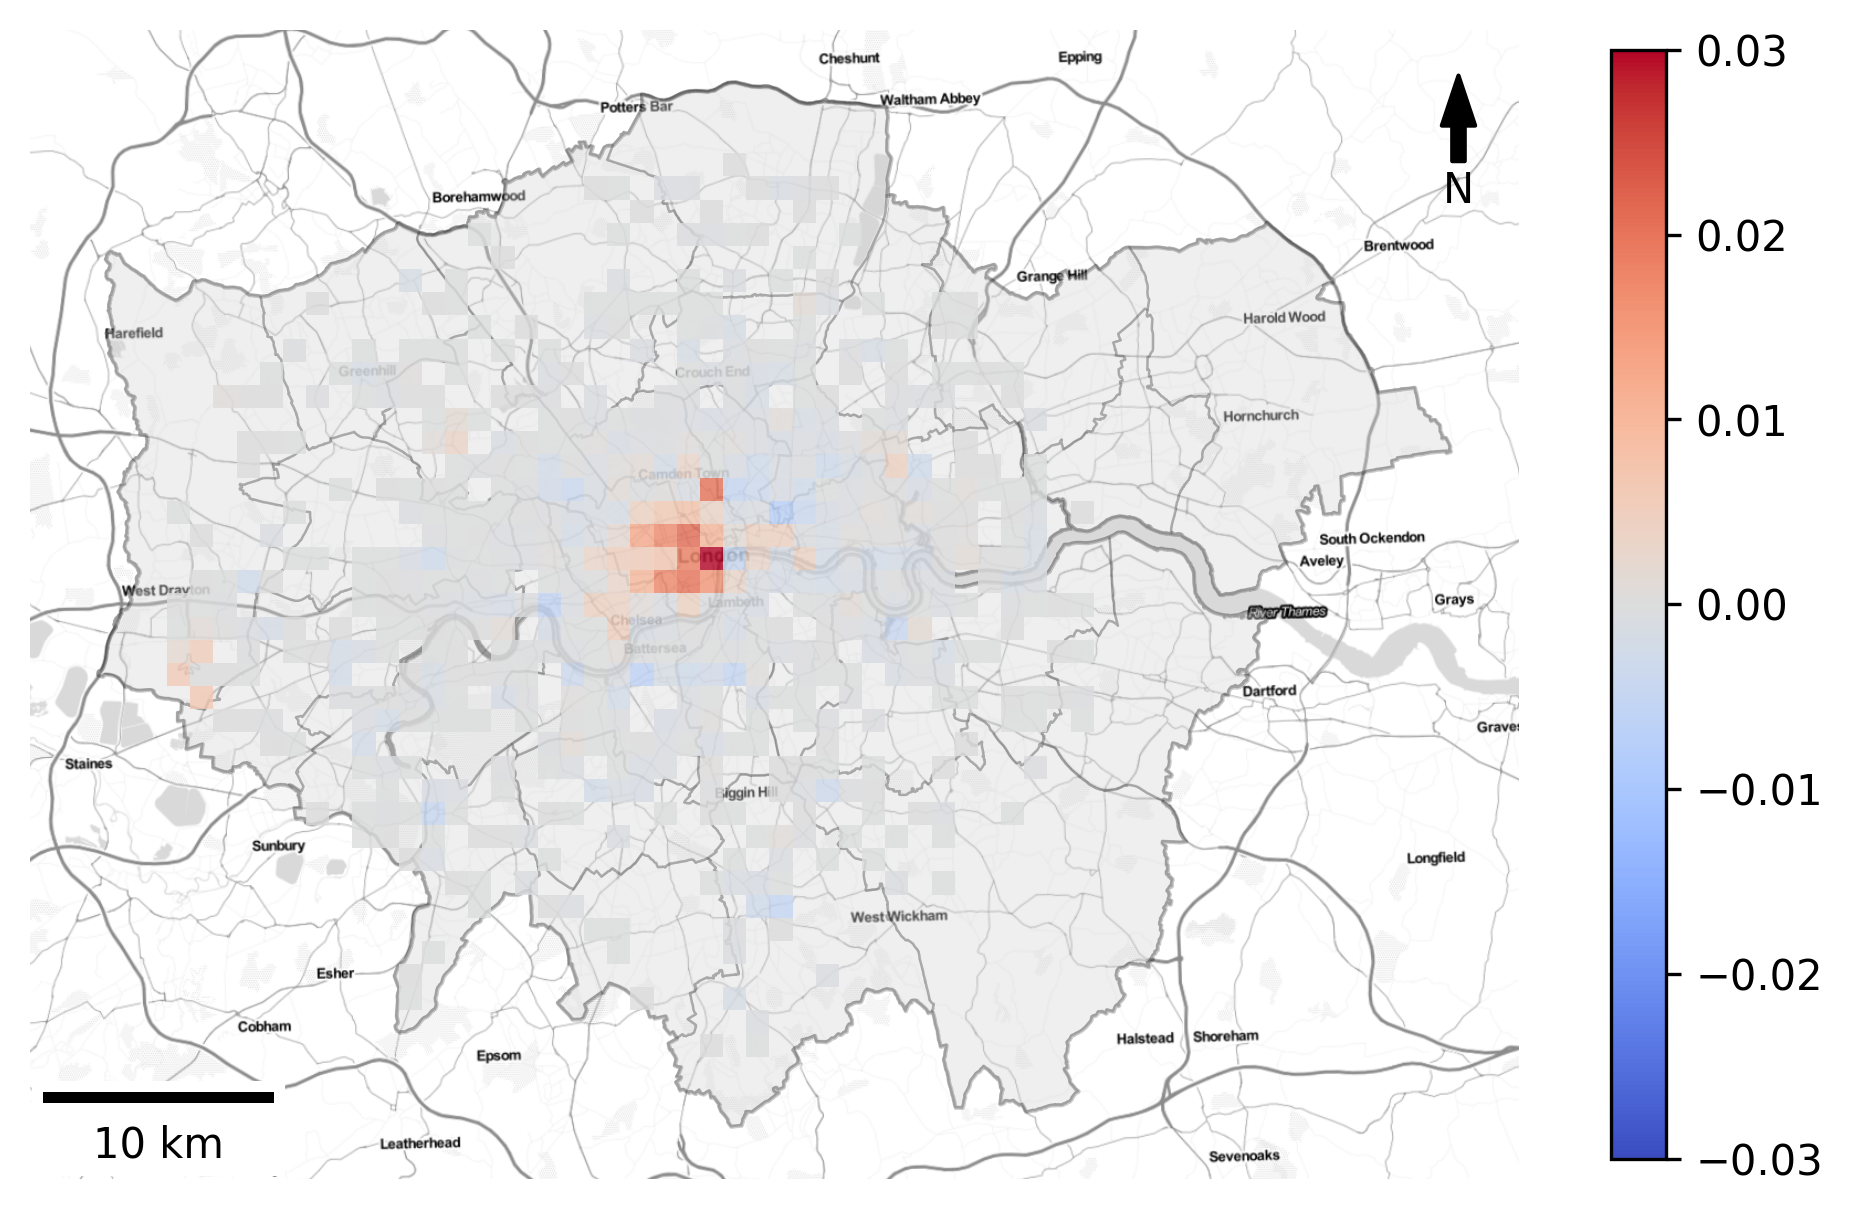 Cheshunt
Epping
Potters Bar
Waltham Abbey
N
Borehamwood
Brentwood
Grange Hill
Harefield
Harold Wood
Greenhill
Crouch End
Hornchurch
Camden Town
South Ockendon
London
Aveley
West Drayton
Lambeth
Grays
River Thames
Chelsea
Battersea
Dartford
Graves
Staines
Biggin Hill
Sunbury
Longfield
West Wickham
Esher
Cobham
Halstead
Shoreham
Epsom
10 km
Leatherhead
Sevenoaks
0.03
0.02
0.01
0.00
−0.01
−0.02
−0.03